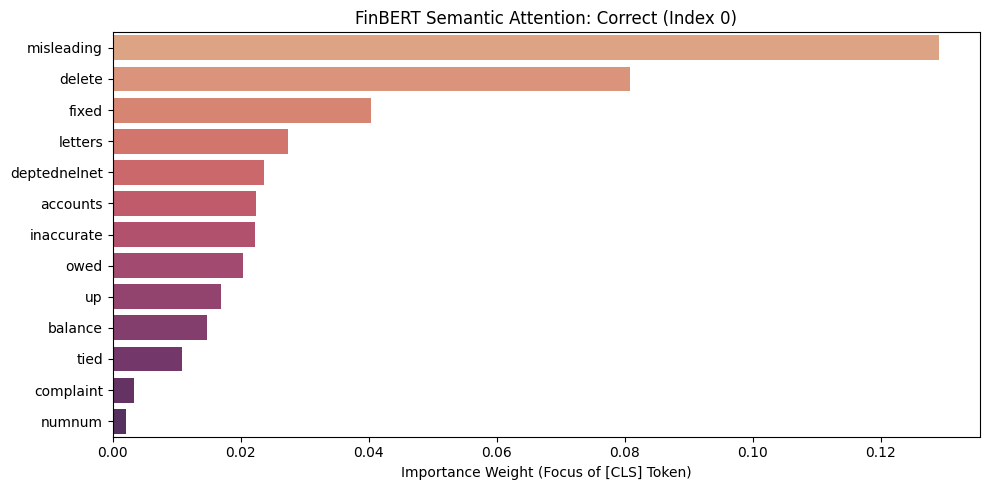 FinBERT Semantic Attention: Correct (Index 0)
misleading
delete
fixed
letters
deptednelnet
accounts
inaccurate
owed
up
balance
tied
complaint
numnum
0.00 0.02 0.04 0.06 0.08 0.10 0.12
Importance Weight (Focus of [CLS] Token)